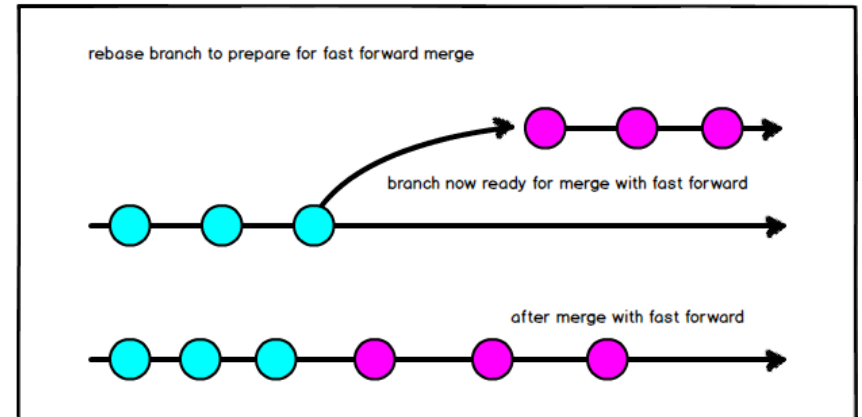 rebase branch to prepare for fast forward merge
branch now ready for merge with fast forward
after merge with fast forward